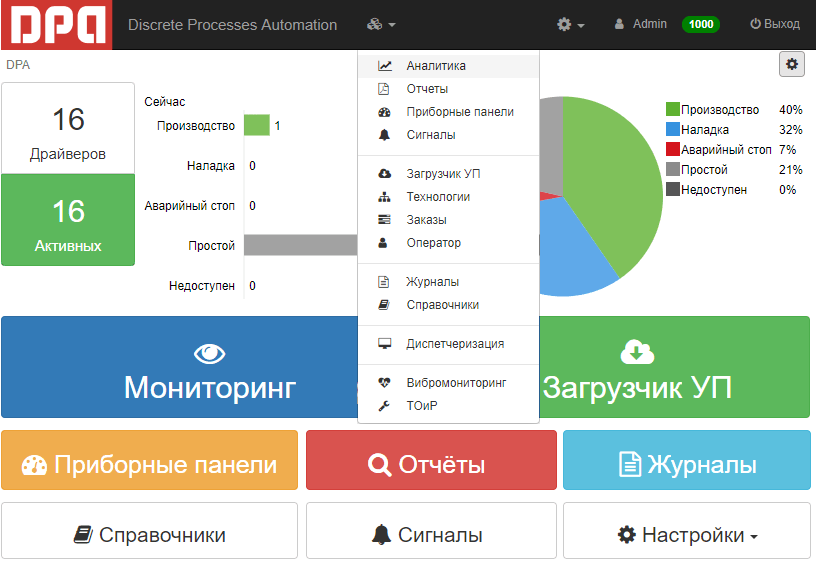 DPA Discrete Processes Automation Admin 1000 Выход
DPA
16
Драйверов
16
Активных
Сейчас
Производство 1
Наладка 0
Аварийный стоп 0
Простой
Недоступен 0
Аналитика
Отчеты
Приборные панели
Сигналы
Загрузчик УП
Технологии
Заказы
Оператор
Журналы
Справочники
Диспетчеризация
Вибромониторинг
ТОиР
Производство 40%
Наладка 32%
Аварийный стоп 7%
Простой 21%
Недоступен 0%
Мониторинг
Загрузчик УП
Приборные панели
Отчёты
Журналы
Справочники
Сигналы
Настройки